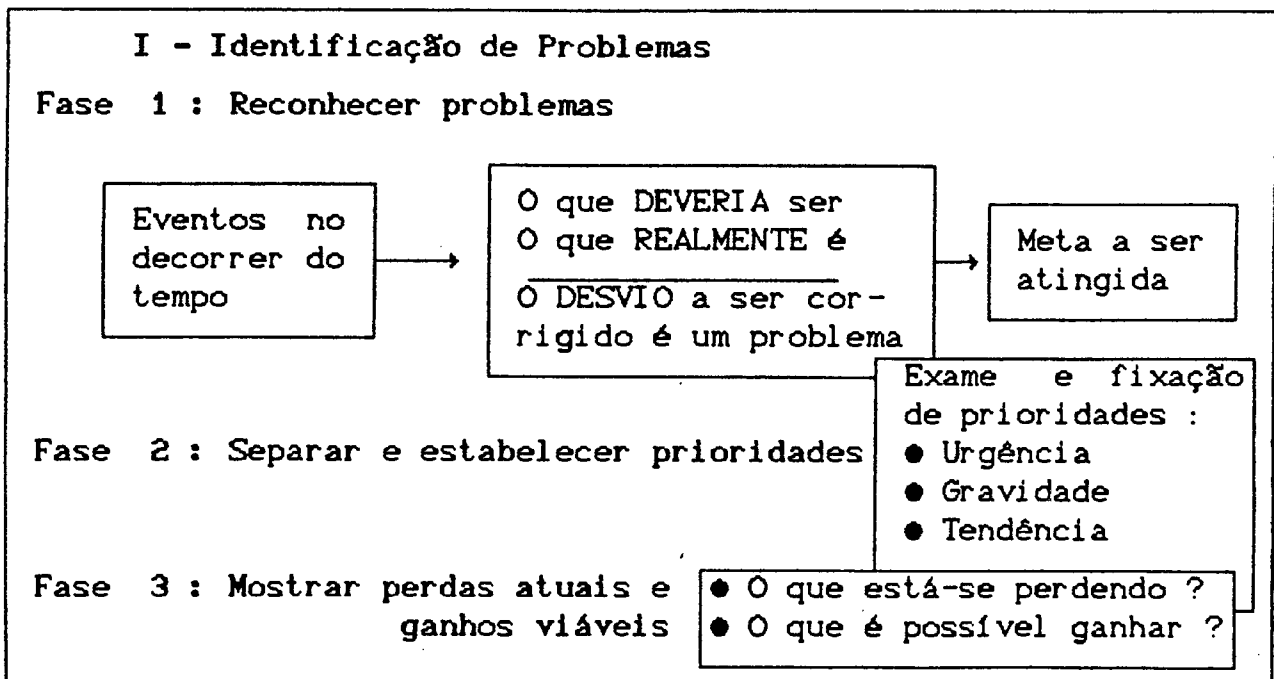 I - Identificação de Problemas
Fase 1 : Reconhecer problemas
Eventos no
decorrer do
tempo
O que DEVERIA ser
O que REALMENTE é
O DESVIO a ser cor-
rigido é um problema
Meta a ser
atingida
Fase 2 : Separar e estabelecer prioridades
Exame e fixação
de prioridades :
● Urgência
● Gravidade
● Tendência
Fase 3 : Mostrar perdas atuais e
ganhos viáveis
● O que está-se perdendo ?
● O que é possível ganhar ?